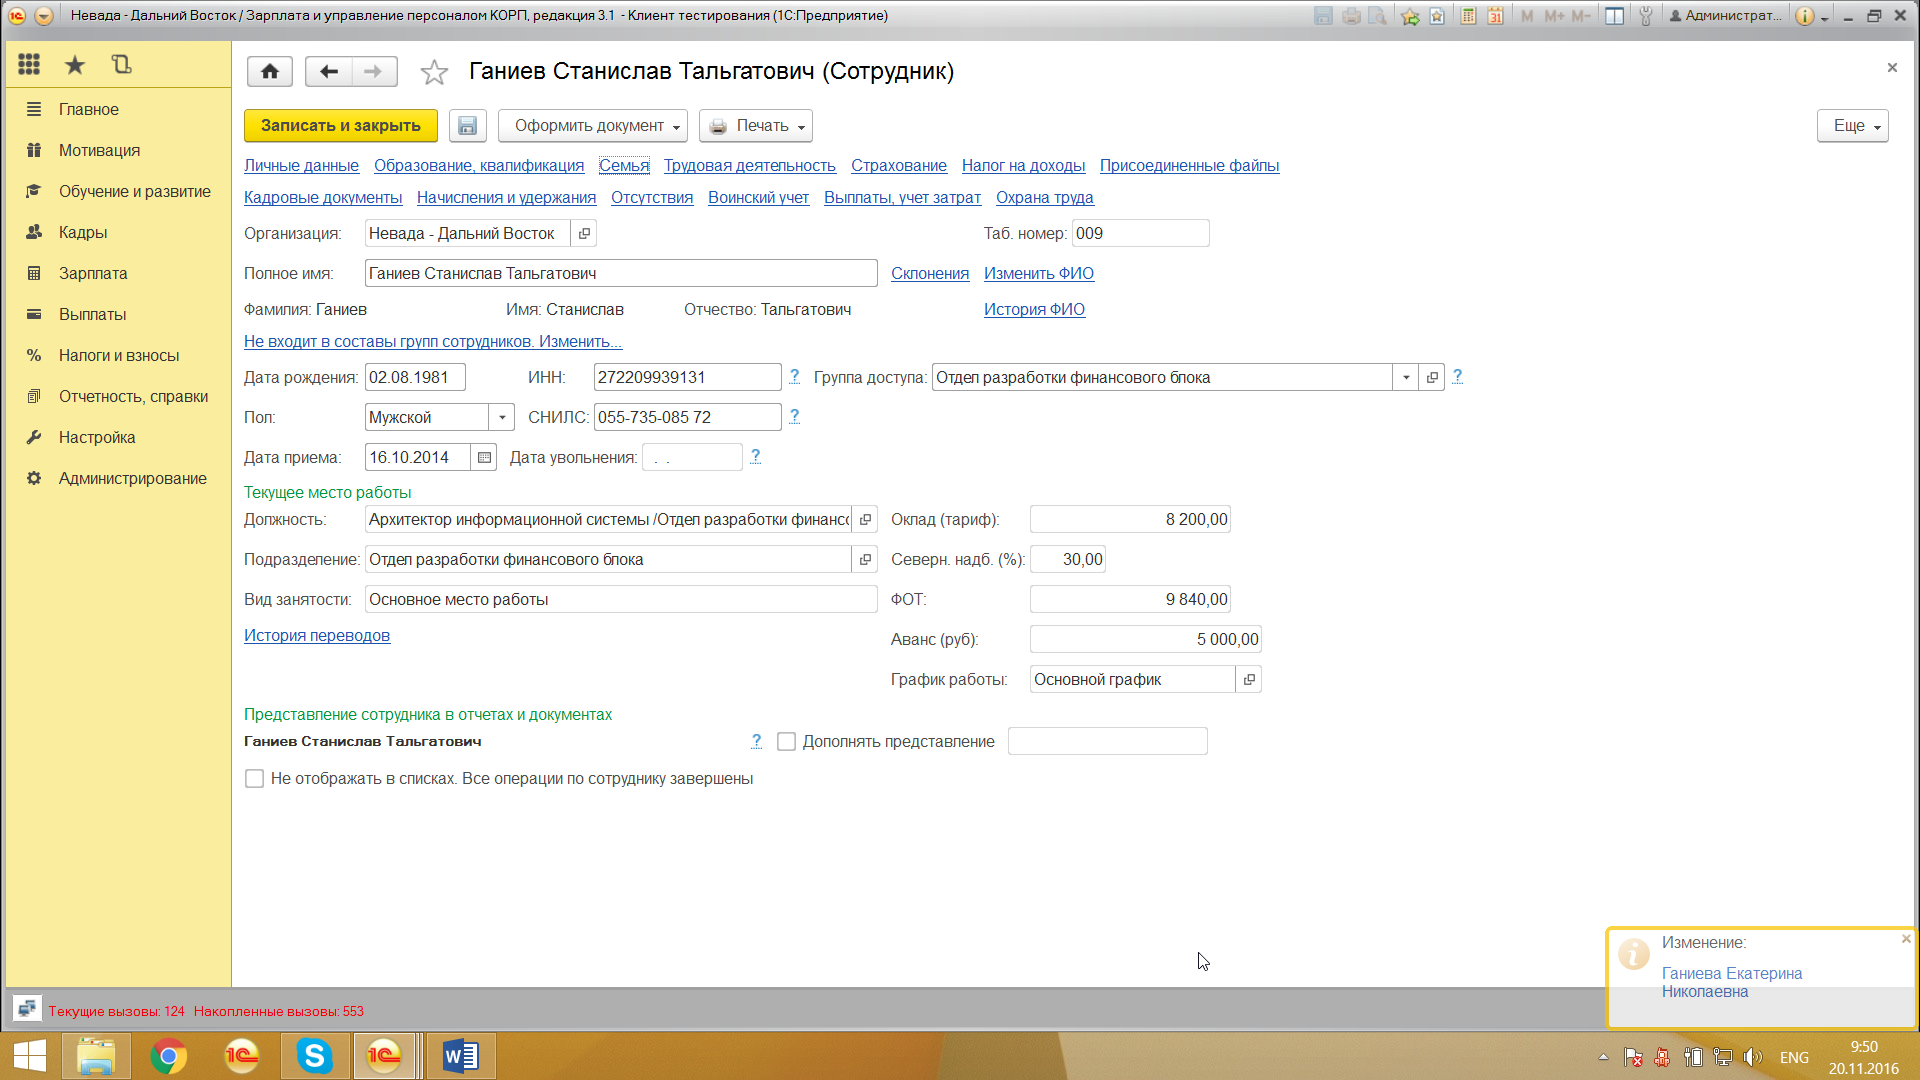 Невада - Дальний Восток / Зарплата и управление персоналом КОРП, редакция 3.1 - Клиент тестирования (1С:Предприятие)
M M+ M- Администрат...
Ганиев Станислав Тальгатович (Сотрудник)
Главное
Мотивация
Обучение и развитие
Кадры
Зарплата
Выплаты
Налоги и взносы
Отчетность, справки
Настройка
Администрирование
Записать и закрыть Оформить документ Печать Еще
Личные данные Образование, квалификация Семья Трудовая деятельность Страхование Налог на доходы Присоединенные файлы
Кадровые документы Начисления и удержания Отсутствия Воинский учет Выплаты, учет затрат Охрана труда
Организация: Невада - Дальний Восток Таб. номер: 009
Полное имя: Ганиев Станислав Тальгатович Склонения Изменить ФИО
Фамилия: Ганиев Имя: Станислав Отчество: Тальгатович История ФИО
Не входит в составы групп сотрудников. Изменить...
Дата рождения: 02.08.1981 ИНН: 272209939131 ? Группа доступа: Отдел разработки финансового блока ?
Пол: Мужской СНИЛС: 055-735-085 72 ?
Дата приема: 16.10.2014 Дата увольнения: . . ?
Текущее место работы
Должность: Архитектор информационной системы /Отдел разработки финансо Оклад (тариф): 8 200,00
Подразделение: Отдел разработки финансового блока Северн. надб. (%): 30,00
Вид занятости: Основное место работы ФОТ: 9 840,00
История переводов Аванс (руб): 5 000,00
График работы: Основной график
Представление сотрудника в отчетах и документах
Ганиев Станислав Тальгатович ? Дополнять представление
Не отображать в списках. Все операции по сотруднику завершены
Изменение:
Ганиева Екатерина
Николаевна
Текущие вызовы: 124 Накопленные вызовы: 553
ENG
9:50
20.11.2016